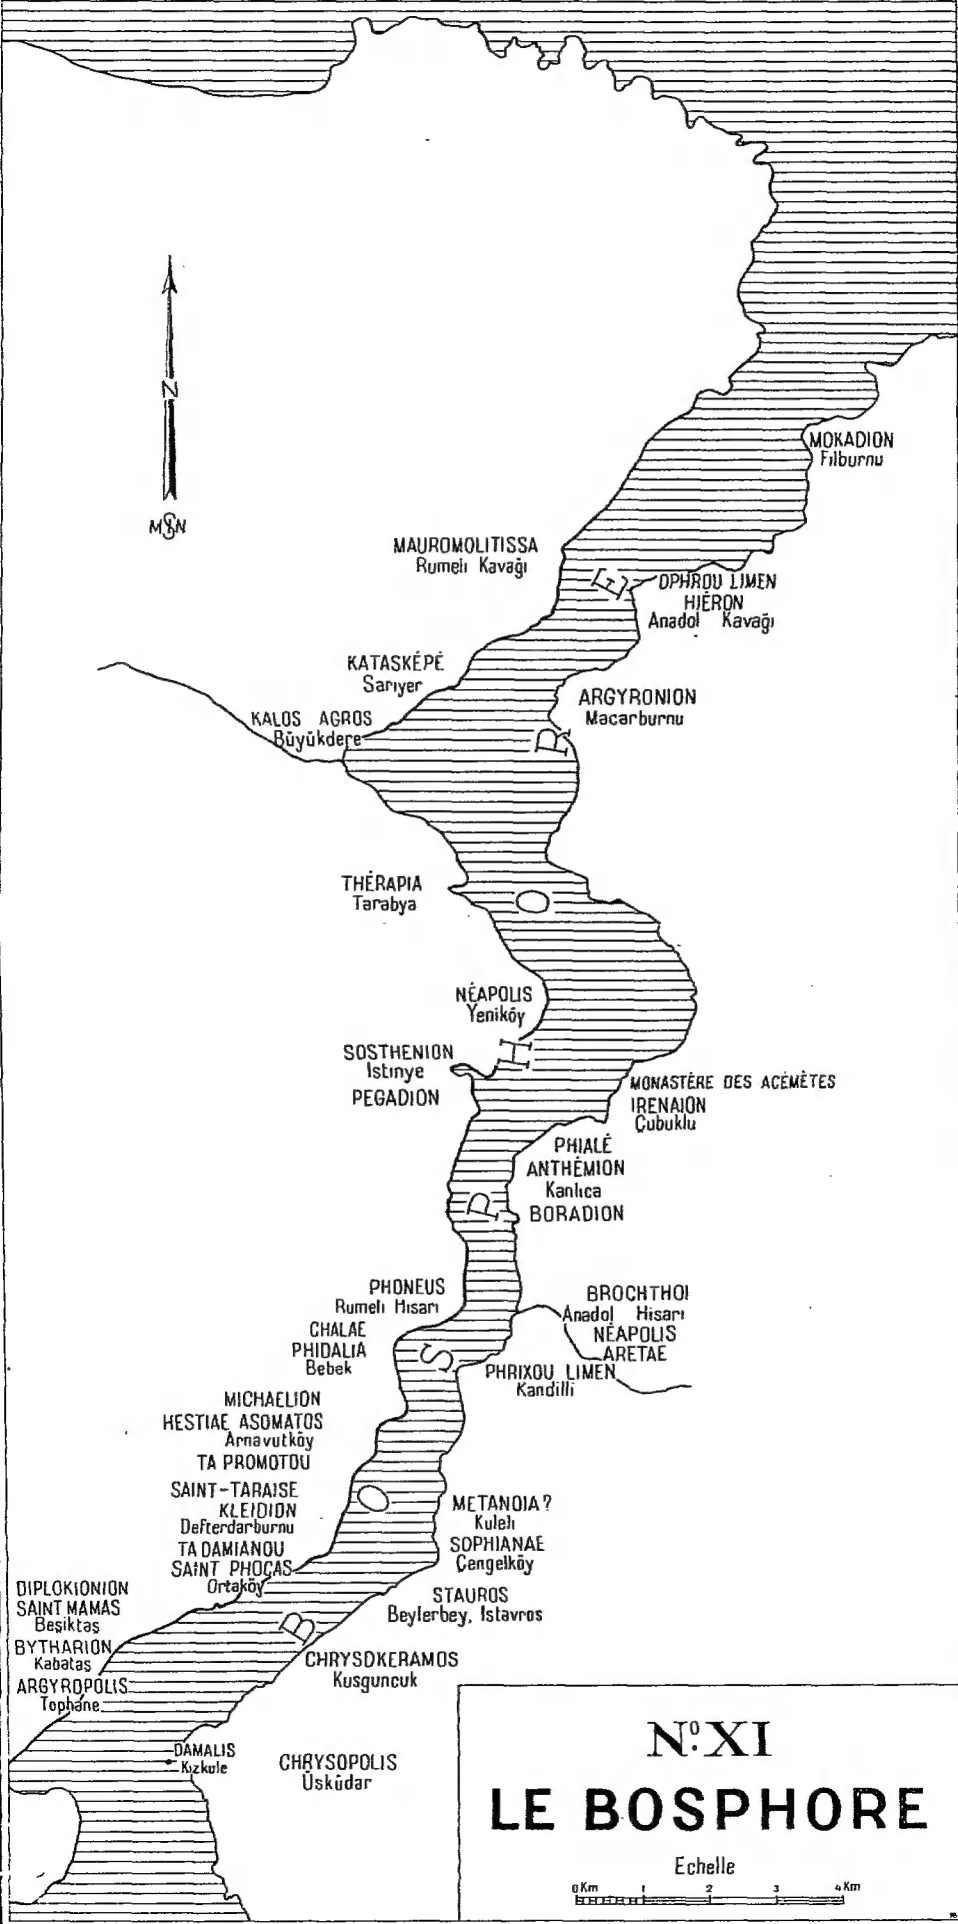 N
S
MOKADION
Filburnu
MAUROMOLITISSA
Rumeli Kavağı
OPHROU LIMEN
HIÉRON
Anadol Kavağı
KATASKÉPÉ
Sarıyer
ARGYRONION
Macarburnu
KALOS AGROS
Büyükdere
THÉRAPIA
Tarabya
NÉAPOLIS
Yeniköy
SOSTHENION
Istinye
PEGADION
MONASTÈRE DES ACÉMÈTES
IRENAION
Çubuklu
PHIALÉ
ANTHÉMION
Kanlıca
BORADION
PHONEUS
Rumeli Hısarı
BROCHTHOI
Anadol Hisarı
NÉAPOLIS
ARETAE
CHALAE
PHIDALIA
Bebek
PHRIXOU LIMEN
Kandilli
MICHAELION
HESTIAE ASOMATOS
Arnavutköy
TA PROMOTOU
SAINT-TARAISE
KLEIDION
Defterdarburnu
METANOIA?
Kuleli
SOPHIANAE
Çengelköy
TA DAMIANOU
SAINT PHOCAS
Ortaköy
STAUROS
Beylerbey, Istavros
DIPLOKIONION
SAINT MAMAS
Beşiktaş
BYTHARION
Kabataş
ARGYROPOLIS
Tophane
CHRYSOKERAMOS
Kusguncuk
DAMALIS
Kızkule
CHRYSOPOLIS
Üsküdar
BOSPHORE
Nº XI
LE BOSPHORE
Echelle
0 Km 1 2 3 4 Km